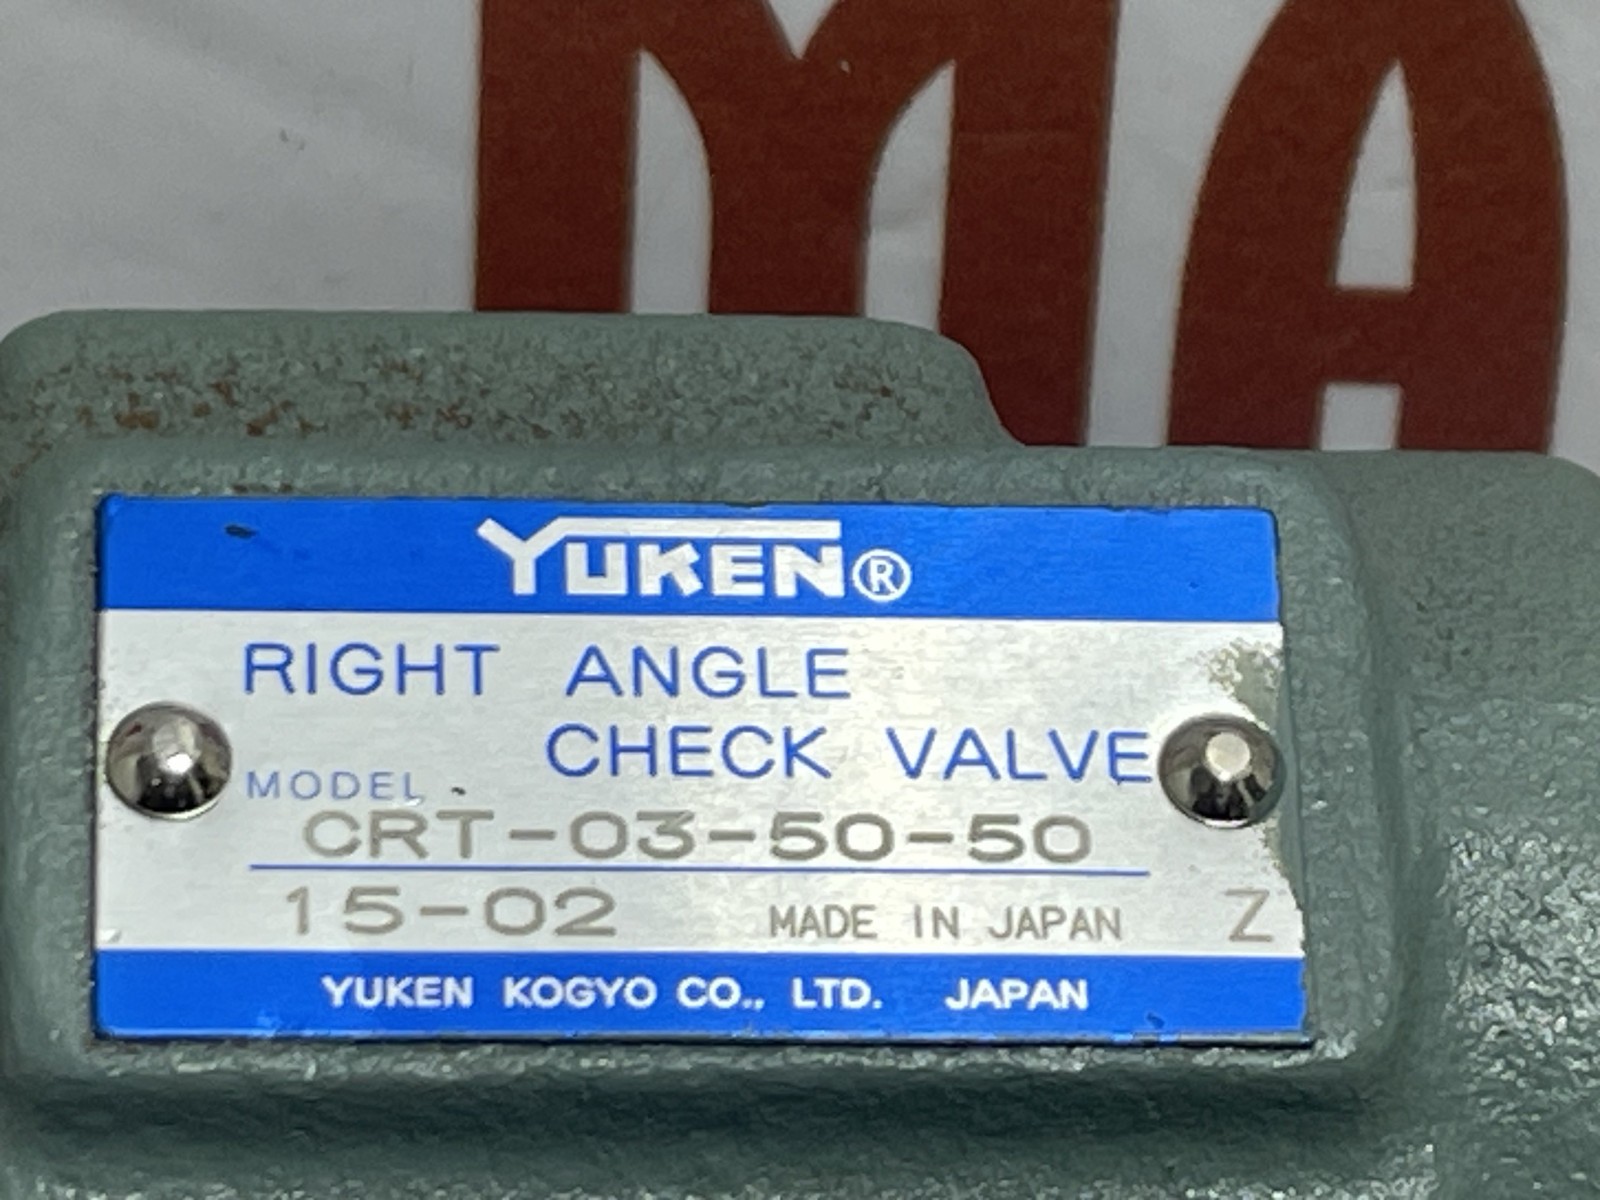 MA
YUKEN®
RIGHT ANGLE
CHECK VALVE
MODEL
CRT-03-50-50
15-02 MADE IN JAPAN Z
YUKEN KOGYO CO., LTD. JAPAN